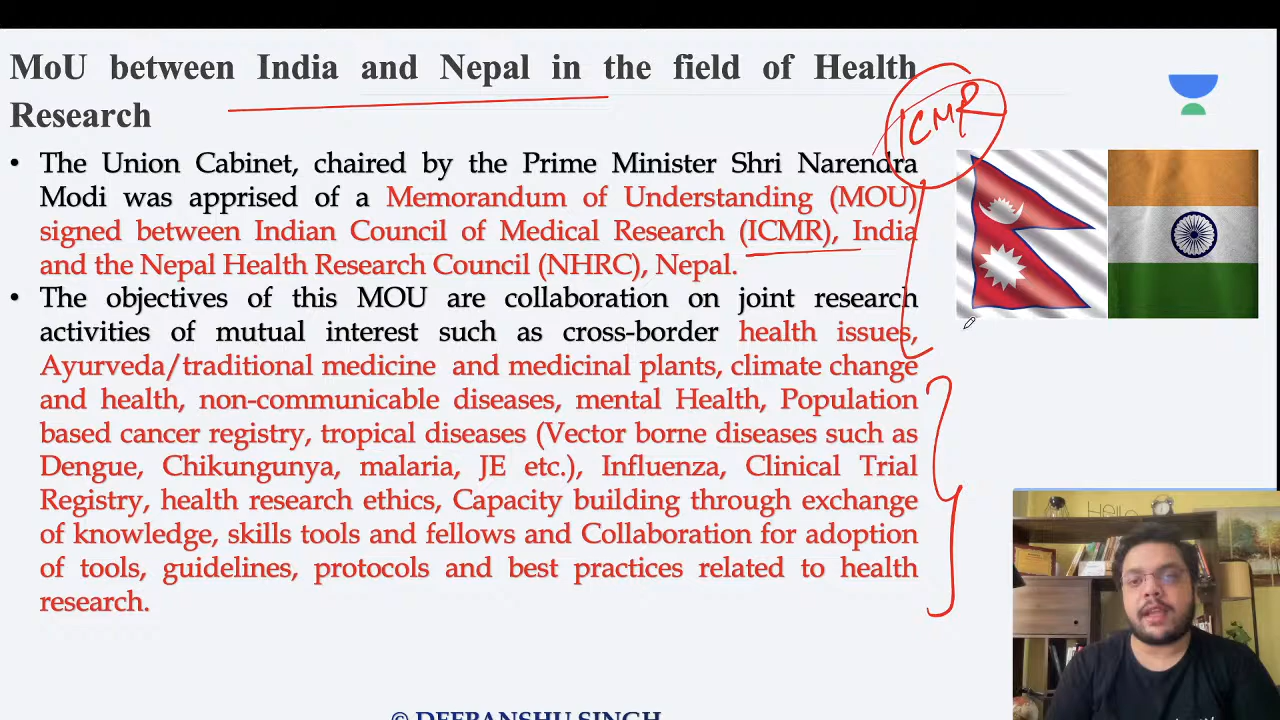 MoU between India and Nepal in the field of Health
Research
ICMR
• The Union Cabinet, chaired by the Prime Minister Shri Narendra
Modi was apprised of a Memorandum of Understanding (MOU)
signed between Indian Council of Medical Research (ICMR), India
and the Nepal Health Research Council (NHRC), Nepal.
• The objectives of this MOU are collaboration on joint research
activities of mutual interest such as cross-border health issues,
Ayurveda/traditional medicine and medicinal plants, climate change
and health, non-communicable diseases, mental Health, Population
based cancer registry, tropical diseases (Vector borne diseases such as
Dengue, Chikungunya, malaria, JE etc.), Influenza, Clinical Trial
Registry, health research ethics, Capacity building through exchange
of knowledge, skills tools and fellows and Collaboration for adoption
of tools, guidelines, protocols and best practices related to health
research.
Hello
© DEEPANSHU SINGH